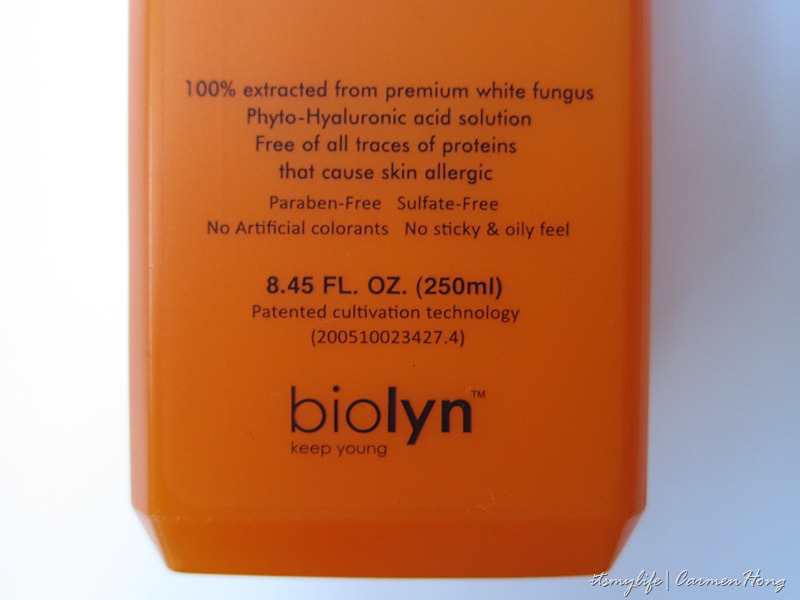 100% extracted from premium white fungus
Phyto-Hyaluronic acid solution
Free of all traces of proteins
that cause skin allergic
Paraben-Free Sulfate-Free
No Artificial colorants No sticky & oily feel
8.45 FL. OZ. (250ml)
Patented cultivation technology
(200510023427.4)
biolyn™
keep young
itsmylife | Carmen Hong